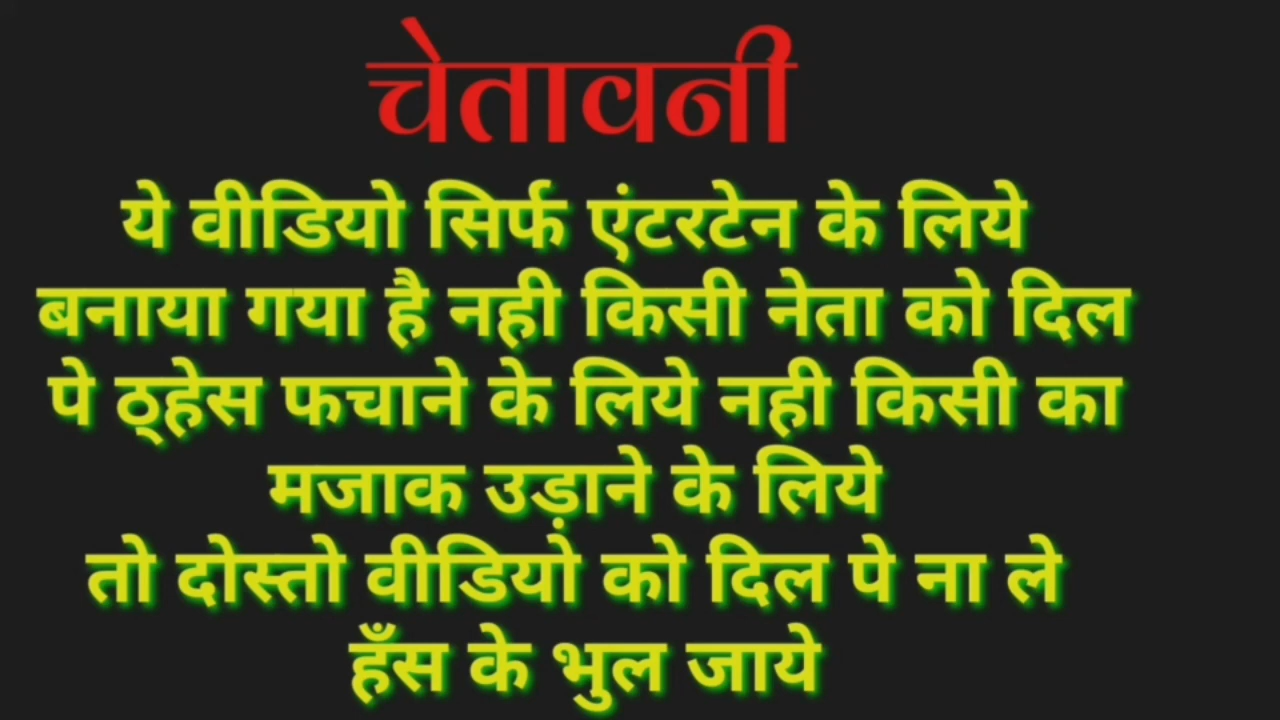 चेतावनी
ये वीडियो सिर्फ एंटरटेन के लिये
बनाया गया है नही किसी नेता को दिल
पे ठ्हेस फचाने के लिये नही किसी का
मजाक उड़ाने के लिये
तो दोस्तो वीडियो को दिल पे ना ले
हँस के भुल जाये